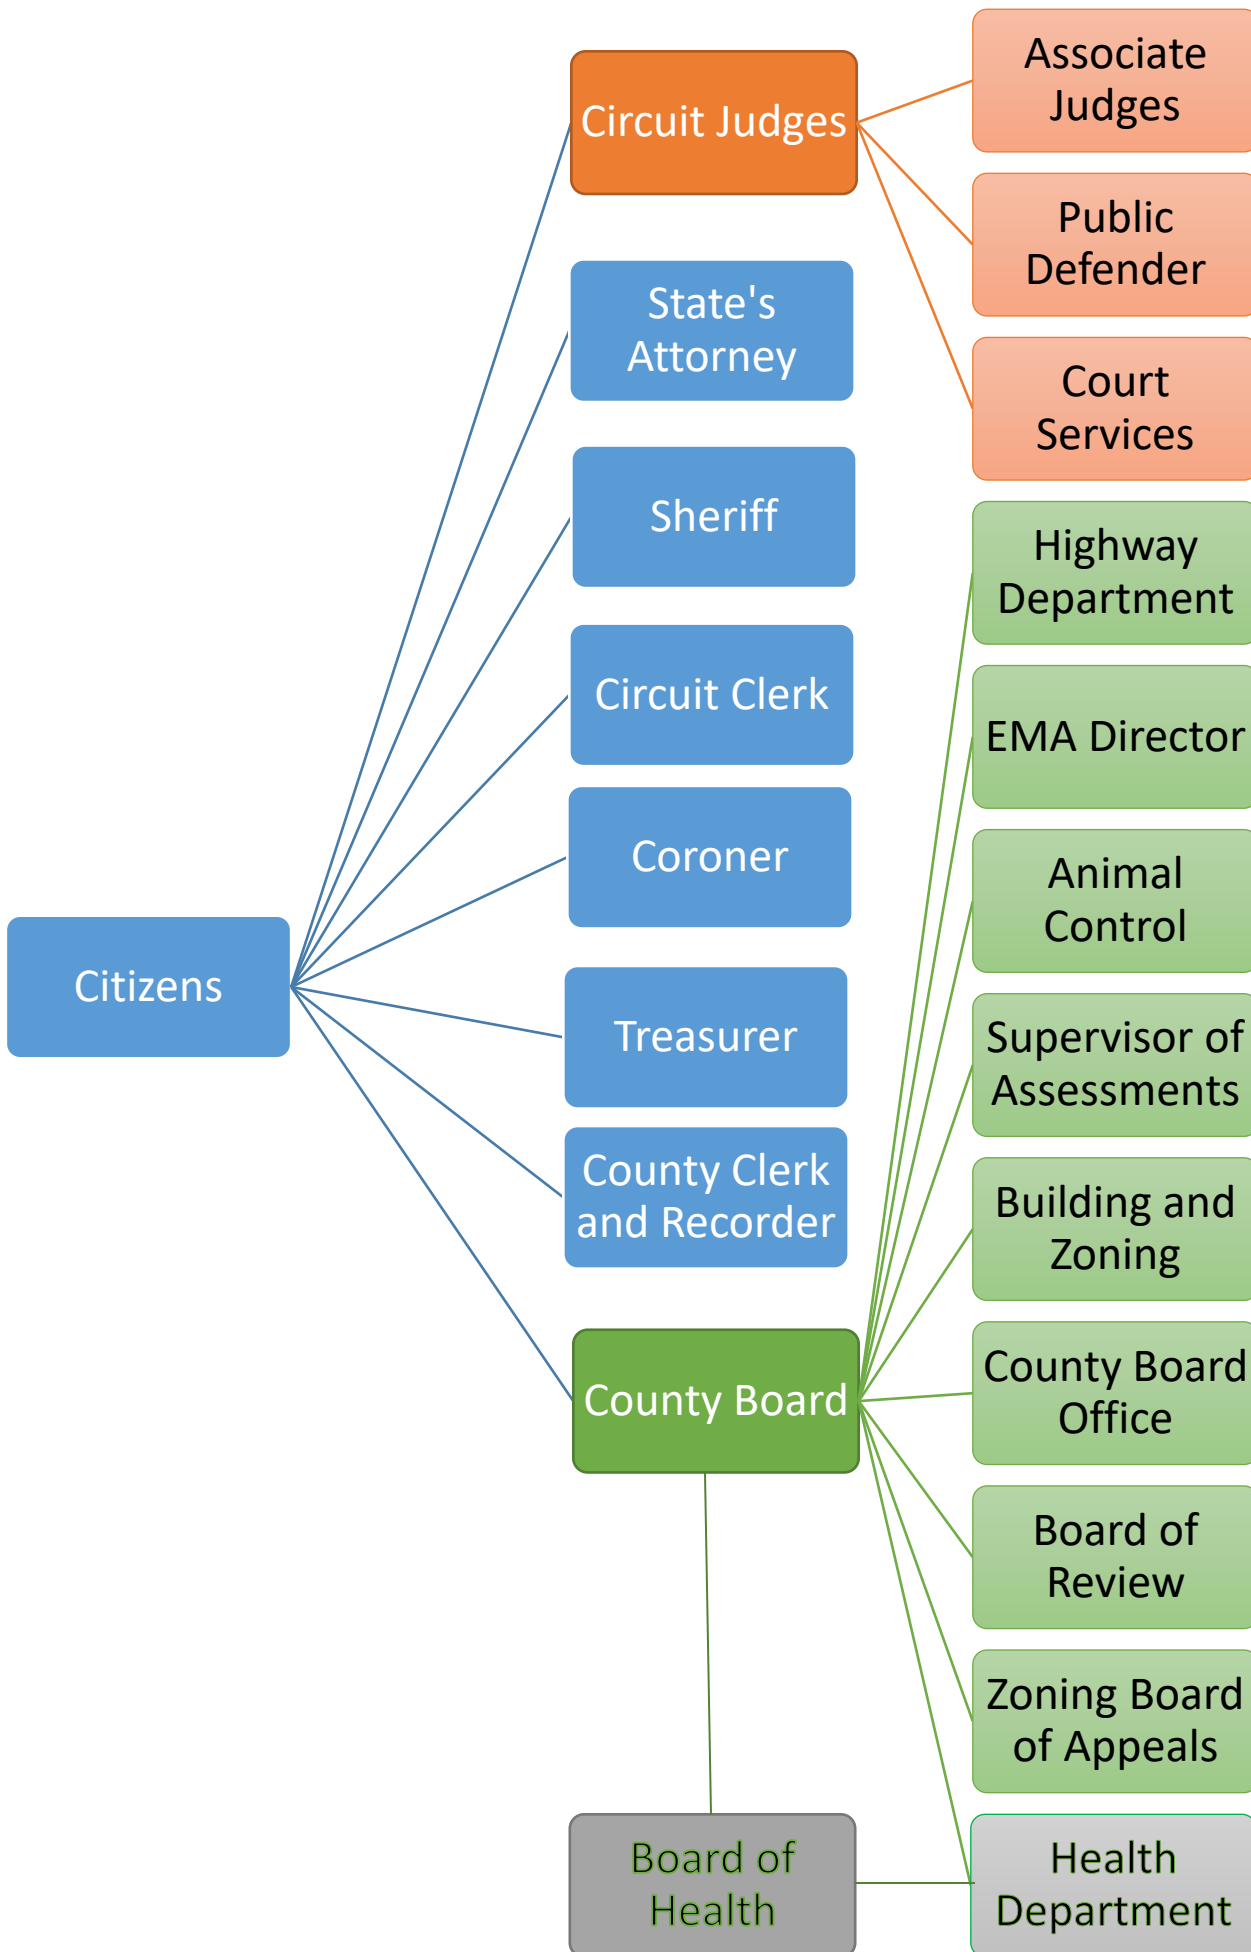 Citizens
Circuit Judges
State's
Attorney
Sheriff
Circuit Clerk
Coroner
Treasurer
County Clerk
and Recorder
County Board
Board of
Health
Associate
Judges
Public
Defender
Court
Services
Highway
Department
EMA Director
Animal
Control
Supervisor of
Assessments
Building and
Zoning
County Board
Office
Board of
Review
Zoning Board
of Appeals
Health
Department